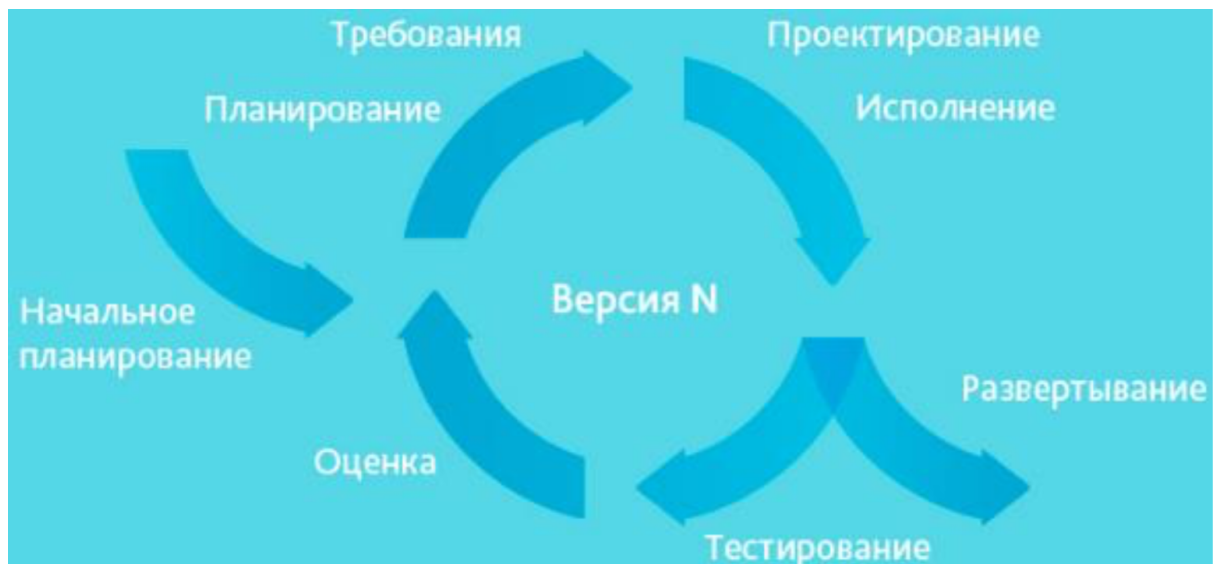 Требования
Проектирование
Планирование
Исполнение
Версия N
Начальное
планирование
Развертывание
Оценка
Тестирование